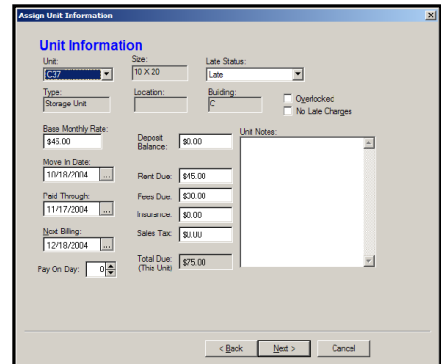 Assign Unit Information
Unit Information
Unit: Size: Late Status:
C37 10 X 20 Late
Type: Location: Buiding:
Storage Unit C
Overlocked
No Late Charges
Base Monthly Rate: Deposit Balance: Unit Notes:
$45.00 $0.00
Move In Date:
10/18/2004 ... Rent Due: $45.00
Paid Through: Fees Due: $30.00
11/17/2004 ... Insurance: $0.00
Next Billing: Sales Tax: $0.00
12/18/2004 ...
Pay On Day: 0 Total Due: (This Unit) $75.00
< Back Next > Cancel